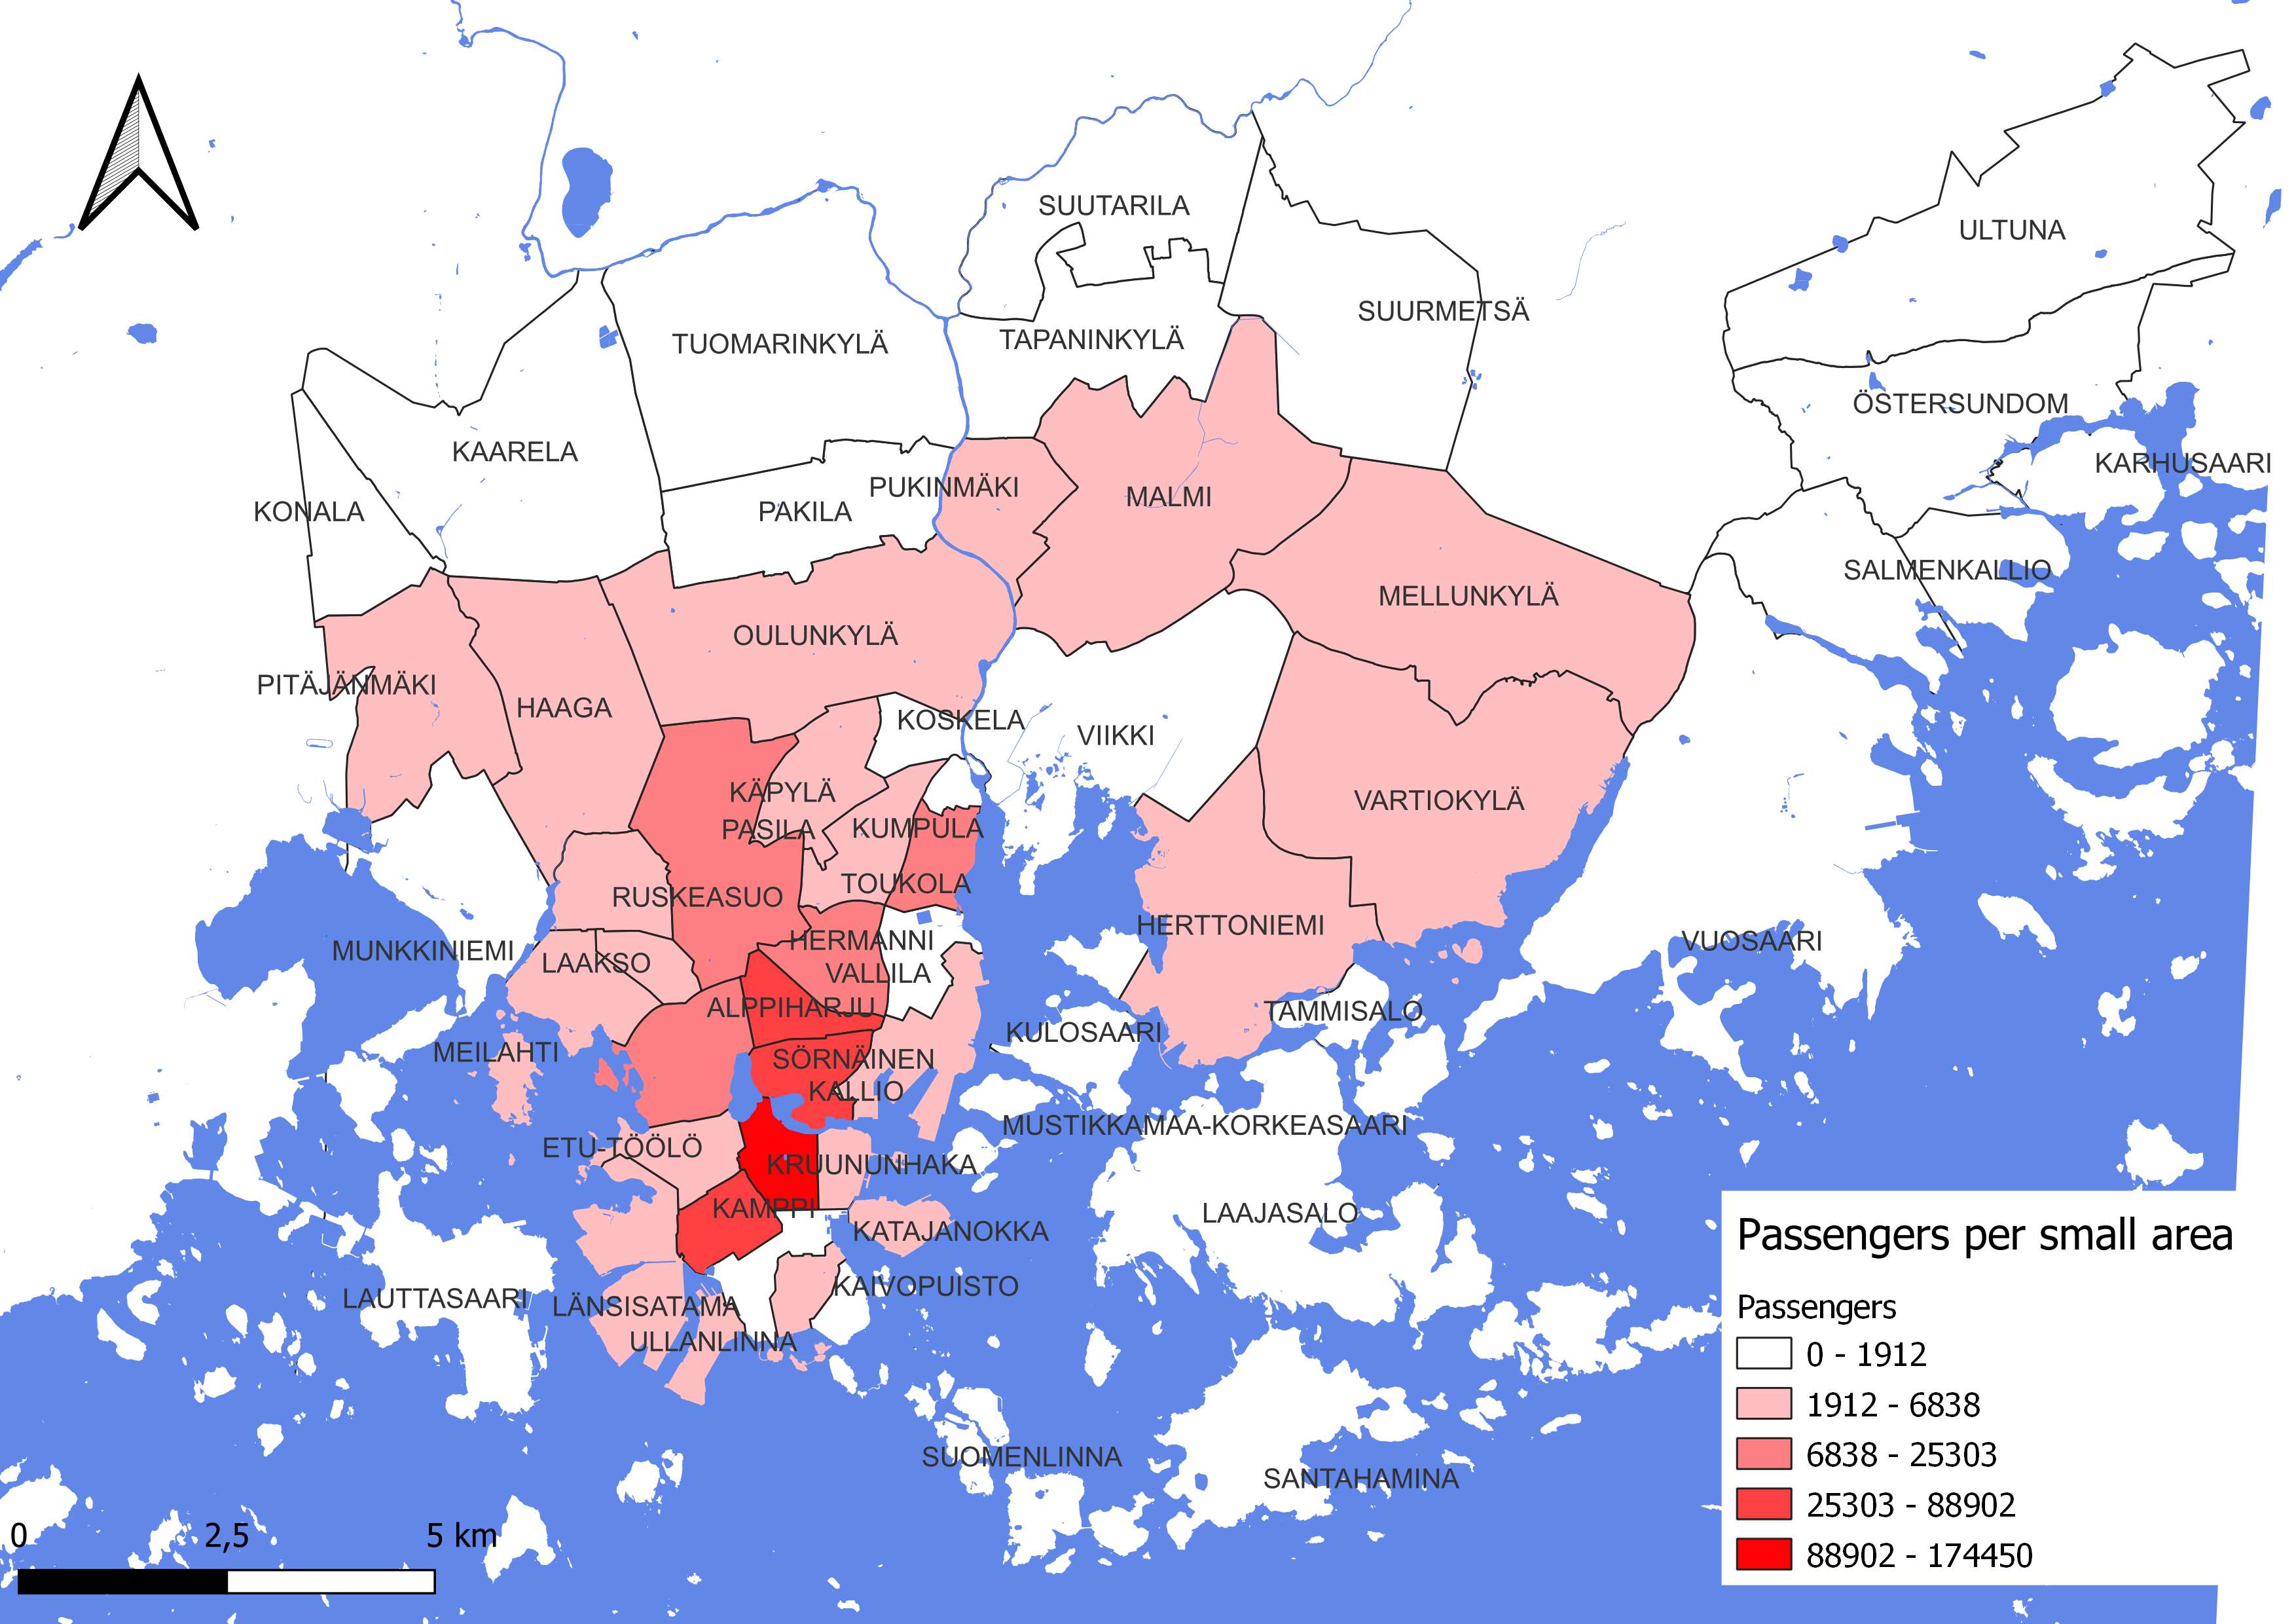 SUUTARILA
ULTUNA
SUURMETSÄ
TUOMARINKYLÄ
TAPANINKYLÄ
ÖSTERSUNDOM
KAARELA
KARHUSAARI
PUKINMÄKI
MALMI
KONALA
PAKILA
SALMENKALLIO
MELLUNKYLÄ
OULUNKYLÄ
PITÄJÄNMÄKI
HAAGA
KOSKELA
VIIKKI
KÄPYLÄ
VARTIOKYLÄ
PASILA
KUMPULA
TOUKOLA
RUSKEASUO
HERTTONIEMI
HERMANNI
VUOSAARI
MUNKKINIEMI
LAAKSO
VALLILA
ALPPIHARJU
TAMMISALO
KULOSAARI
MEILAHTI
SÖRNÄINEN
KALLIO
MUSTIKKAMAA-KORKEASAARI
ETU-TÖÖLÖ
KRUUNUNHAKA
KAMPPI
LAAJASALO
KATAJANOKKA
KAIVOPUISTO
LAUTTASAARI
LÄNSISATAMA
ULLANLINNA
SUOMENLINNA
SANTAHAMINA
Passengers per small area
Passengers
0 - 1912
1912 - 6838
6838 - 25303
25303 - 88902
88902 - 174450
0 2,5 5 km